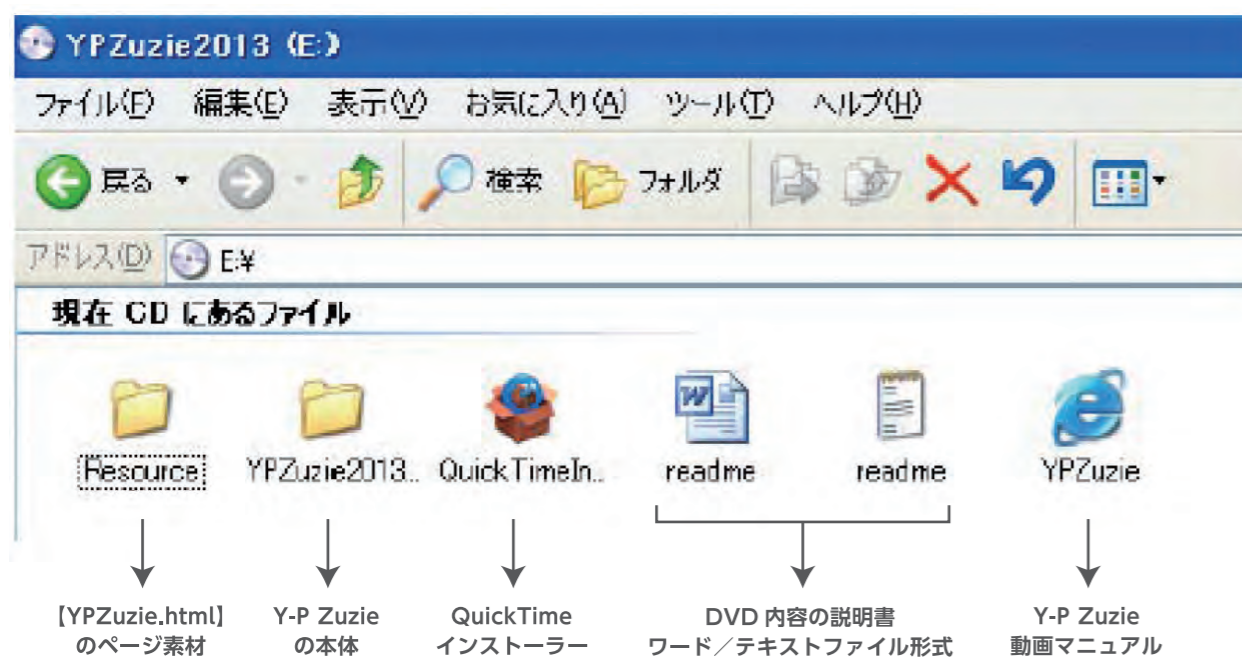 YPZuzie2013 (E:)
ファイル(F) 編集(E) 表示(V) お気に入り(A) ツール(T) ヘルプ(H)
戻る 検索 フォルダ
アドレス(D) E:¥
現在 CD にあるファイル
Resource YPZuzie2013... QuickTimeIn... readme readme YPZuzie
【YPZuzie.html】 Y-P Zuzie QuickTime DVD 内容の説明書 Y-P Zuzie
のページ素材 の本体 インストーラー ワード／テキストファイル形式 動画マニュアル